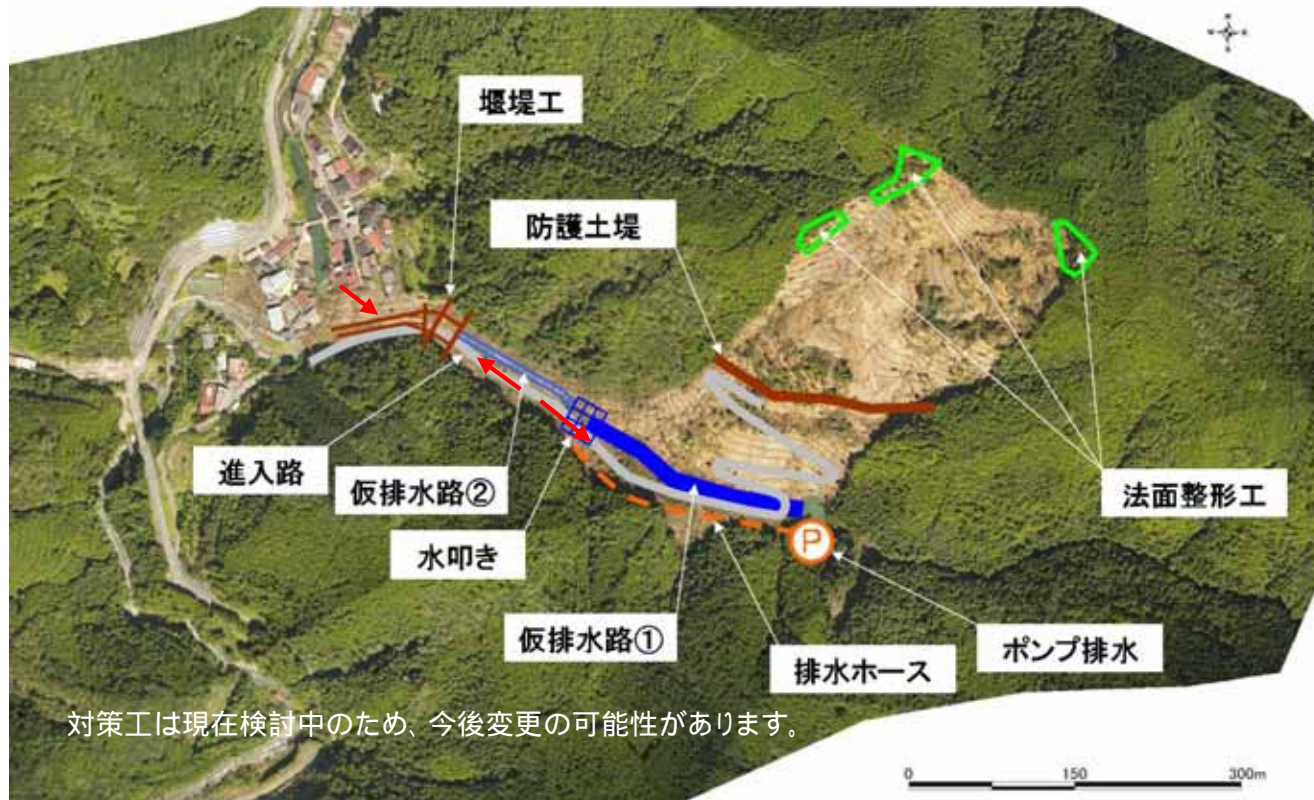 堰堤工
防護土堤
進入路
仮排水路②
水叩き
仮排水路①
排水ホース
P
ポンプ排水
法面整形工
対策工は現在検討中のため、今後変更の可能性があります。
0 150 300m